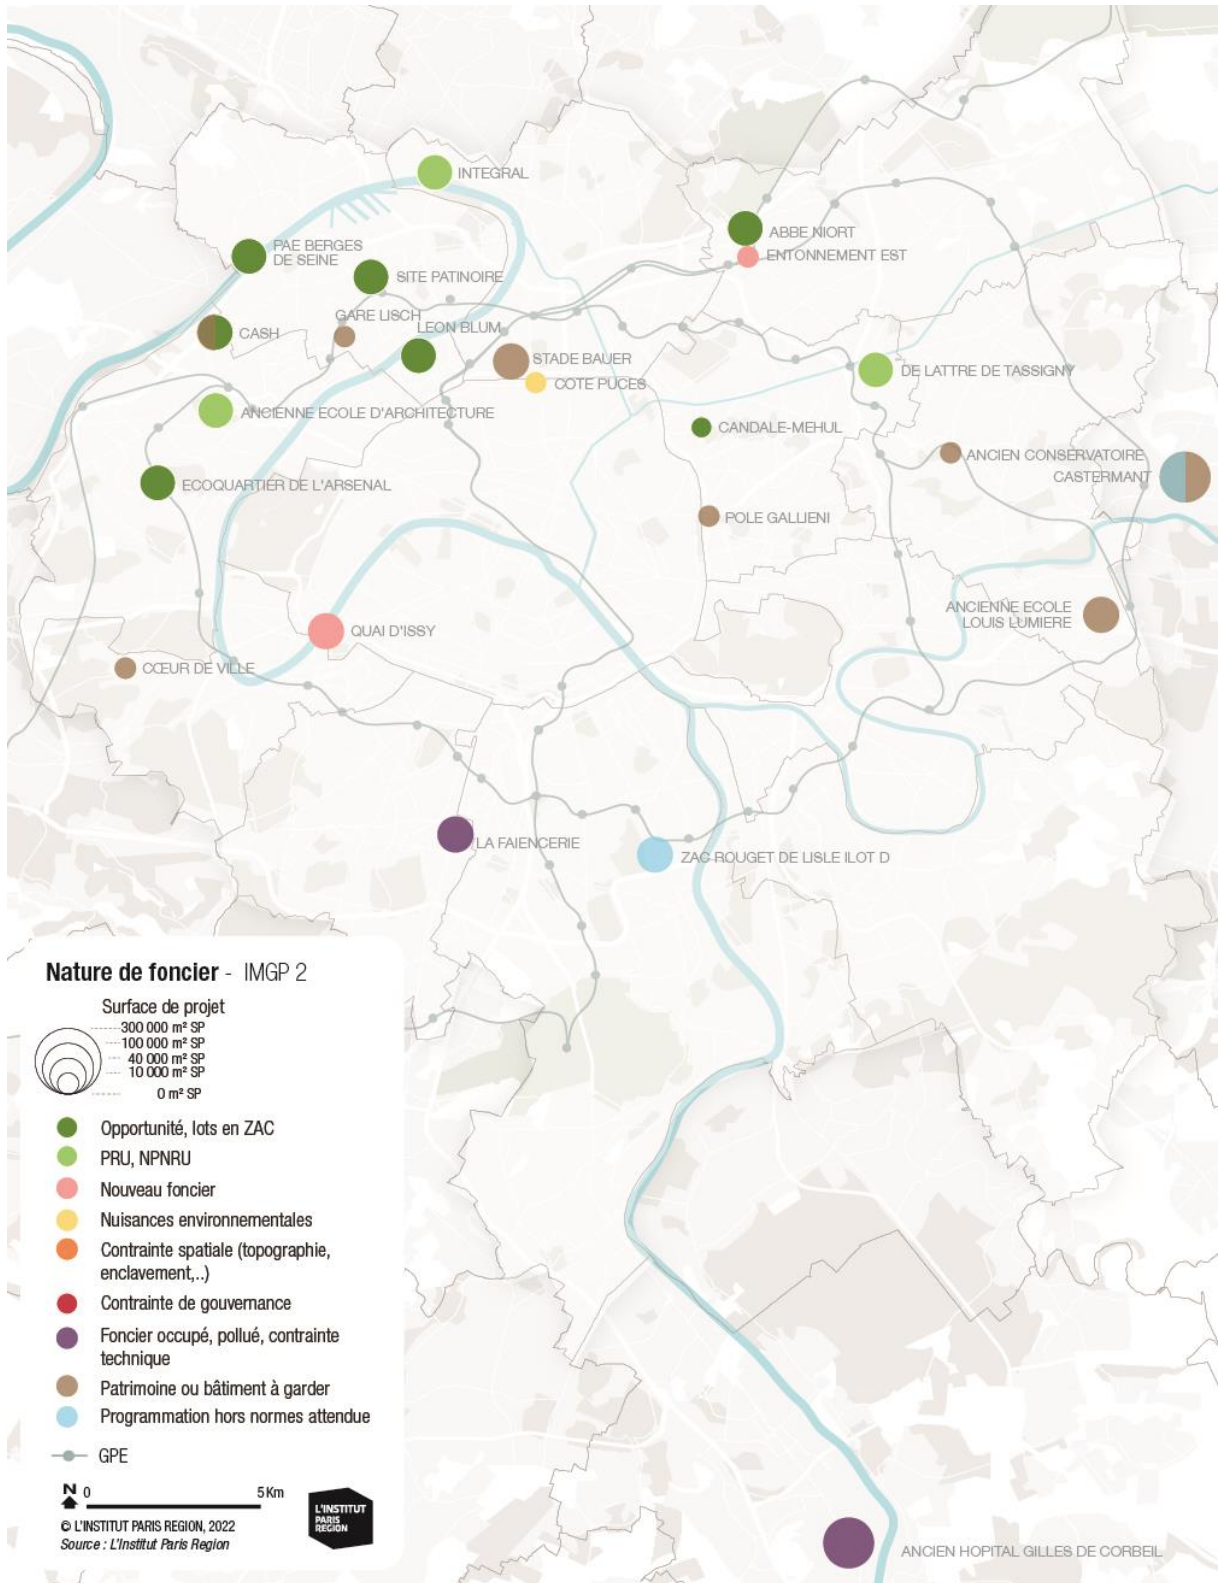 INTEGRAL
ABBE NIORT
PAE BERGES
DE SEINE
ENTONNEMENT EST
SITE PATINOIRE
GARE LISCH
LEON BLUM
CASH
STADE BAUER
DE LATTRE DE TASSIGNY
COTE PUCES
ANCIENNE ECOLE D'ARCHITECTURE
CANDALE-MEHUL
ANCIEN CONSERVATOIRE
CASTERMANT
ECOQUARTIER DE L'ARSENAL
POLE GALLIENI
ANCIENNE ECOLE
LOUIS LUMIERE
QUAI D'ISSY
CŒUR DE VILLE
LA FAIENCERIE
ZAC ROUGET DE LISLE ILOT D
Nature de foncier - IMGP 2
Surface de projet
300 000 m² SP
100 000 m² SP
40 000 m² SP
10 000 m² SP
0 m² SP
Opportunité, lots en ZAC
PRU, NPNRU
Nouveau foncier
Nuisances environnementales
Contrainte spatiale (topographie,
enclavement,..)
Contrainte de gouvernance
Foncier occupé, pollué, contrainte
technique
Patrimoine ou bâtiment à garder
Programmation hors normes attendue
GPE
N 0 5 Km
© L'INSTITUT PARIS REGION, 2022
Source : L'Institut Paris Region
L'INSTITUT
PARIS
REGION
ANCIEN HOPITAL GILLES DE CORBEIL